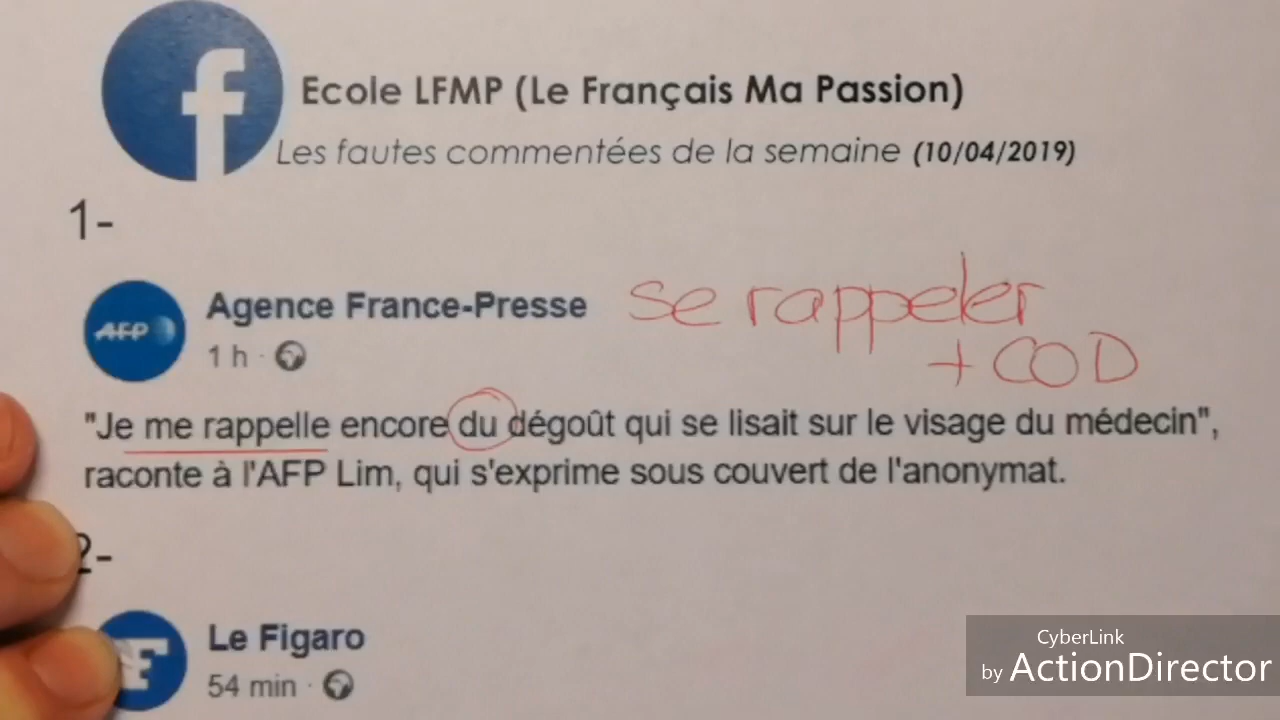 f
Ecole LFMP (Le Français Ma Passion)
Les fautes commentées de la semaine (10/04/2019)
1-
AFP
Agence France-Presse
1 h ·
se rappeler
+ COD
"Je me rappelle encore du dégoût qui se lisait sur le visage du médecin",
raconte à l'AFP Lim, qui s'exprime sous couvert de l'anonymat.
2-
F
Le Figaro
54 min ·
CyberLink
by ActionDirector